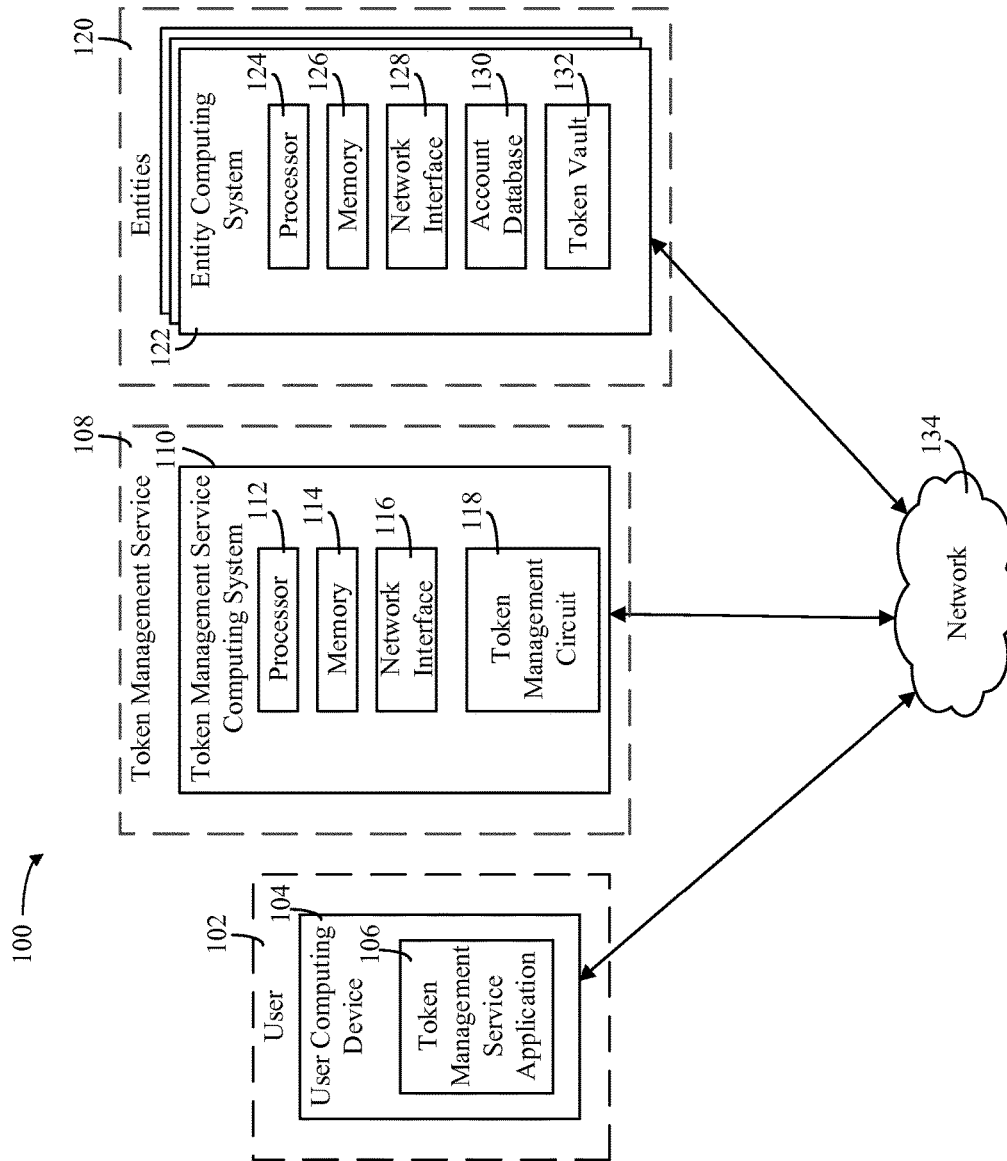 100
102
User
104
User Computing
Device
106
Token
Management
Service
Application
108
Token Management Service
110
Token Management Service
Computing System
112
Processor
114
Memory
116
Network
Interface
118
Token
Management
Circuit
120
Entities
122
Entity Computing
System
124
Processor
126
Memory
128
Network
Interface
130
Account
Database
132
Token Vault
134
Network